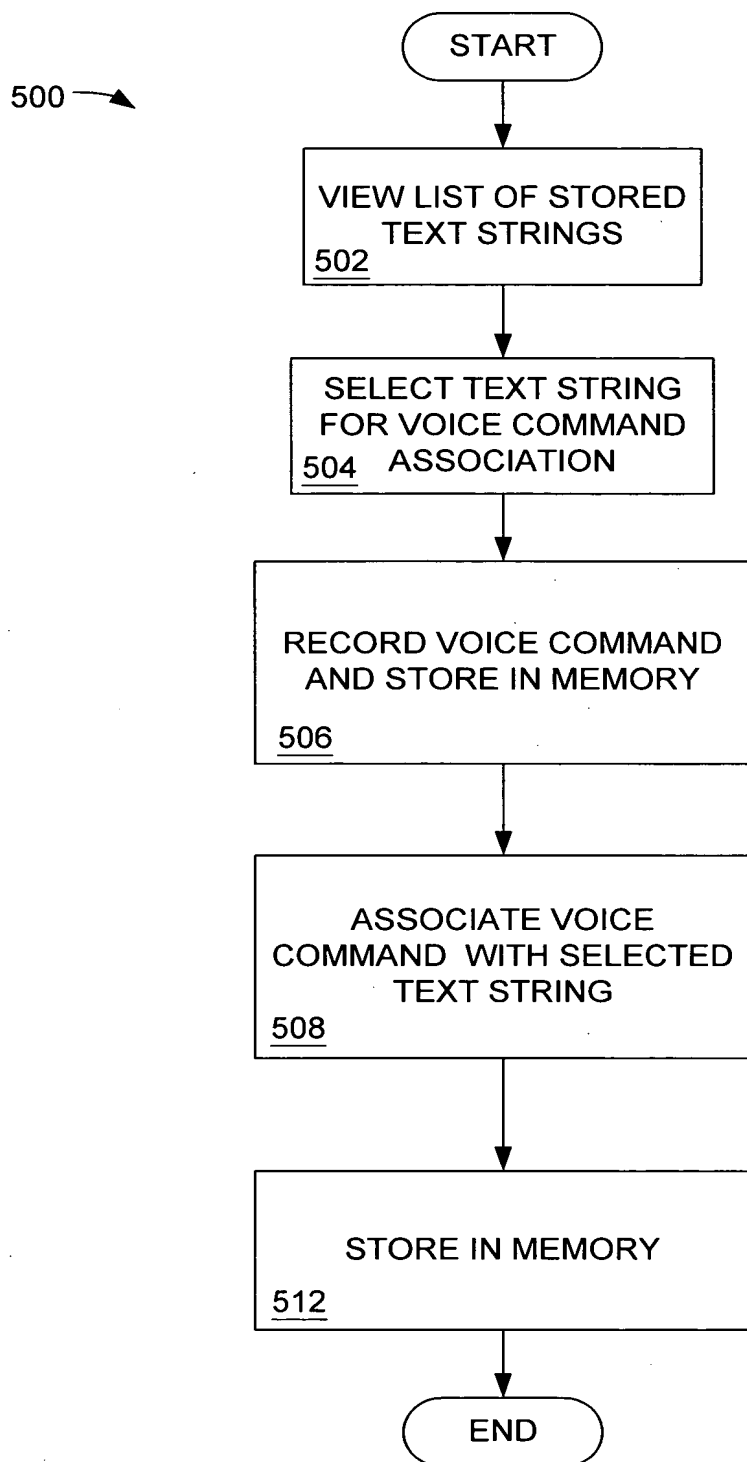 START
500
VIEW LIST OF STORED
TEXT STRINGS
502
SELECT TEXT STRING
FOR VOICE COMMAND
ASSOCIATION
504
RECORD VOICE COMMAND
AND STORE IN MEMORY
506
ASSOCIATE VOICE
COMMAND WITH SELECTED
TEXT STRING
508
STORE IN MEMORY
512
END